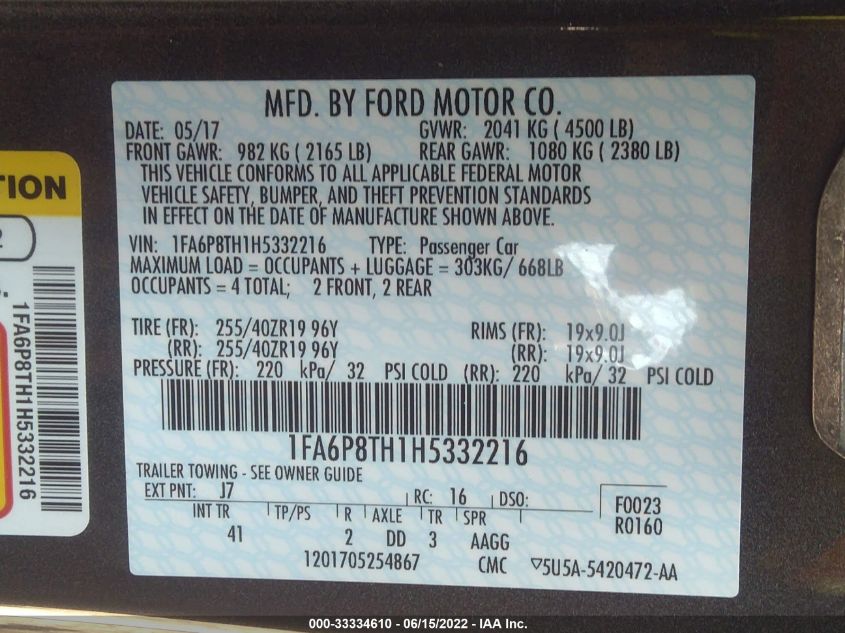 MFD. BY FORD MOTOR CO.
DATE: 05/17 GVWR: 2041 KG ( 4500 LB)
FRONT GAWR: 982 KG ( 2165 LB) REAR GAWR: 1080 KG ( 2380 LB)
THIS VEHICLE CONFORMS TO ALL APPLICABLE FEDERAL MOTOR
VEHICLE SAFETY, BUMPER, AND THEFT PREVENTION STANDARDS
IN EFFECT ON THE DATE OF MANUFACTURE SHOWN ABOVE.
VIN: 1FA6P8TH1H5332216 TYPE: Passenger Car
MAXIMUM LOAD = OCCUPANTS + LUGGAGE = 303KG/ 668LB
OCCUPANTS = 4 TOTAL; 2 FRONT, 2 REAR
TIRE (FR): 255/40ZR19 96Y RIMS (FR): 19x9.0J
(RR): 255/40ZR19 96Y (RR): 19x9.0J
PRESSURE (FR): 220 kPa/ 32 PSI COLD (RR): 220 kPa/ 32 PSI COLD
1FA6P8TH1H5332216
TRAILER TOWING - SEE OWNER GUIDE
EXT PNT: J7 RC: 16 DSO: F0023
R0160
INT TR TP/PS R AXLE TR SPR
41 2 DD 3 AAGG
1201705254867 CMC ▽5U5A-5420472-AA
TION
2
1FA6P8TH1H5332216
000-33334610 - 06/15/2022 - IAA Inc.